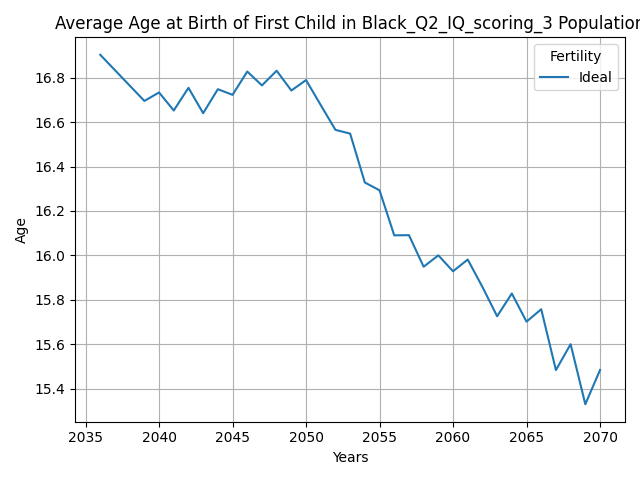 Average Age at Birth of First Child in Black_Q2_IQ_scoring_3 Population
Fertility
Ideal
Age
16.8
16.6
16.4
16.2
16.0
15.8
15.6
15.4
2035 2040 2045 2050 2055 2060 2065 2070
Years